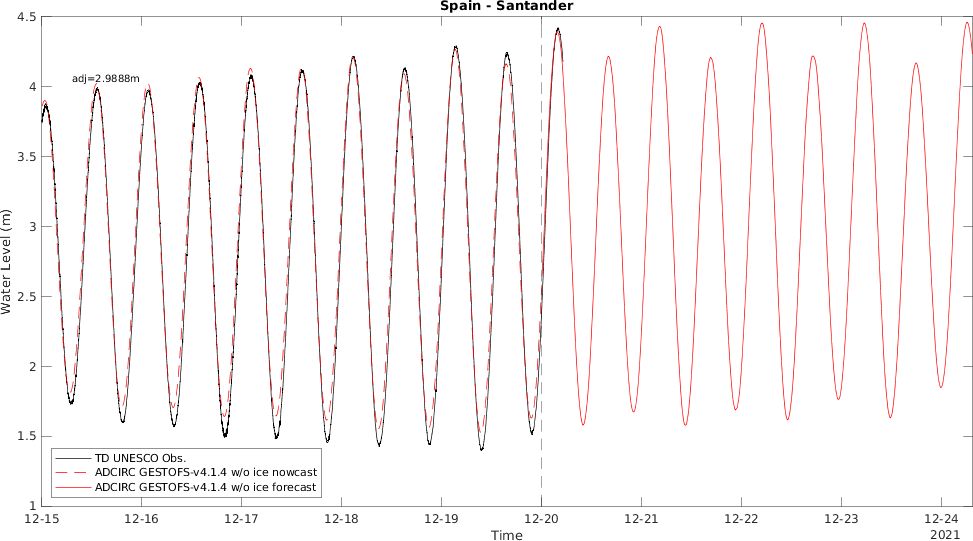 Spain - Santander
4.5
adj=2.9888m
4
3.5
3
2.5
2
1.5
1
Water Level (m)
TD UNESCO Obs.
ADCIRC GESTOFS-v4.1.4 w/o ice nowcast
ADCIRC GESTOFS-v4.1.4 w/o ice forecast
12-15 12-16 12-17 12-18 12-19 12-20 12-21 12-22 12-23 12-24
Time
2021